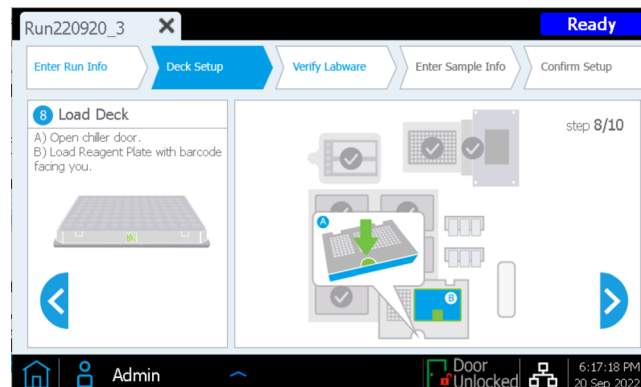 Run220920_3
Ready
Enter Run Info
Deck Setup
Verify Labware
Enter Sample Info
Confirm Setup
8 Load Deck
A) Open chiller door.
B) Load Reagent Plate with barcode
facing you.
step 8/10
A
B
Admin
Door
Unlocked
6:17:18 PM
20 Sep 2022